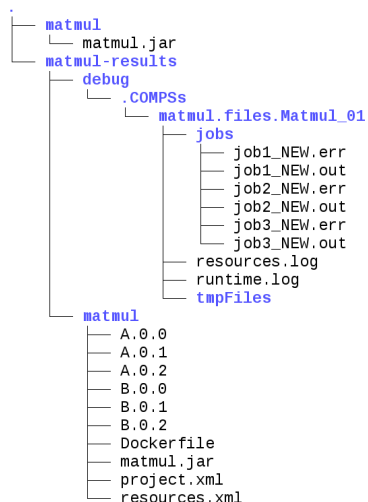 .
matmul
matmul.jar
matmul-results
debug
.COMPSs
matmul.files.Matmul_01
jobs
job1_NEW.err
job1_NEW.out
job2_NEW.err
job2_NEW.out
job3_NEW.err
job3_NEW.out
resources.log
runtime.log
tmpFiles
matmul
A.0.0
A.0.1
A.0.2
B.0.0
B.0.1
B.0.2
Dockerfile
matmul.jar
project.xml
resources.xml